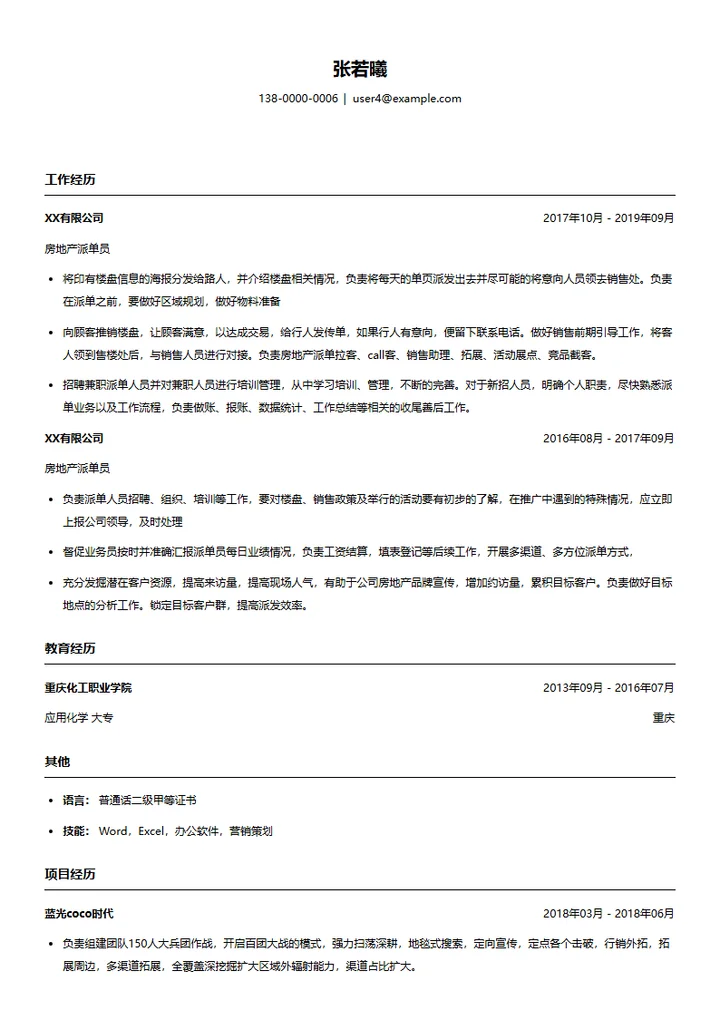 张若曦
138-0000-0006 | user4@example.com
工作经历
XX有限公司 2017年10月 - 2019年09月
房地产派单员
• 将印有楼盘信息的海报分发给路人，并介绍楼盘相关情况，负责将每天的单页派发出去并尽可能的将意向人员领去销售处。负责
在派单之前，要做好区域规划，做好物料准备
• 向顾客推销楼盘，让顾客满意，以达成交易，给行人发传单，如果行人有意向，便留下联系电话。做好销售前期引导工作，将客
人领到售楼处后，与销售人员进行对接。负责房地产派单拉客、call客、销售助理、拓展、活动展点、竞品截客。
• 招聘兼职派单人员并对兼职人员进行培训管理，从中学习培训、管理，不断的完善。对于新招人员，明确个人职责，尽快熟悉派
单业务以及工作流程，负责做账、报账、数据统计、工作总结等相关的收尾善后工作。
XX有限公司 2016年08月 - 2017年09月
房地产派单员
• 负责派单人员招聘、组织、培训等工作，要对楼盘、销售政策及举行的活动要有初步的了解，在推广中遇到的特殊情况，应立即
上报公司领导，及时处理
• 督促业务员按时并准确汇报派单员每日业绩情况，负责工资结算，填表登记等后续工作，开展多渠道、多方位派单方式，
• 充分发掘潜在客户资源，提高来访量，提高现场人气，有助于公司房地产品牌宣传，增加约访量，累积目标客户。负责做好目标
地点的分析工作。锁定目标客户群，提高派发效率。
教育经历
重庆化工职业学院 2013年09月 - 2016年07月
应用化学 大专 重庆
其他
• 语言： 普通话二级甲等证书
• 技能： Word，Excel，办公软件，营销策划
项目经历
蓝光coco时代 2018年03月 - 2018年06月
• 负责组建团队150人大兵团作战，开启百团大战的模式，强力扫荡深耕，地毯式搜索，定向宣传，定点各个击破，行销外拓，拓
展周边，多渠道拓展，全覆盖深挖掘扩大区域外辐射能力，渠道占比扩大。